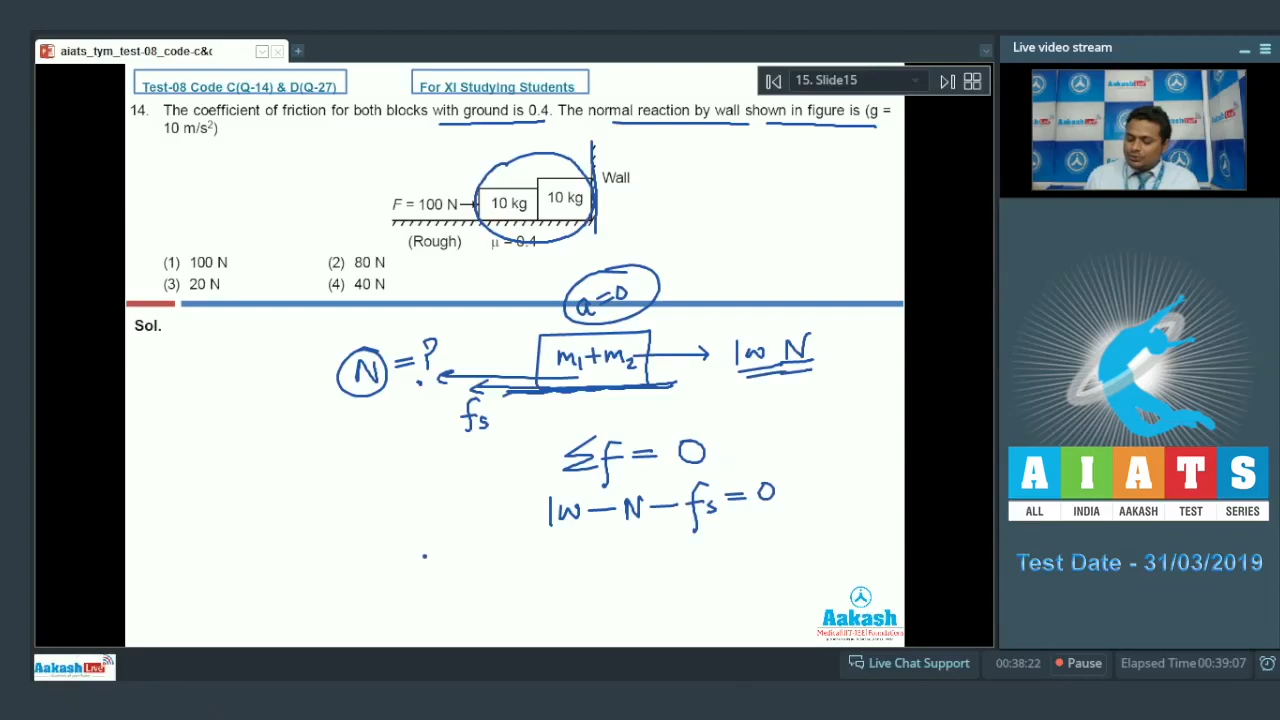 aiats_tym_test-08_code-c&c
Live video stream
Test-08 Code C(Q-14) & D(Q-27)
For XI Studying Students
15. Slide15
14. The coefficient of friction for both blocks with ground is 0.4. The normal reaction by wall shown in figure is (g =
10 m/s²)
Wall
F = 100 N
10 kg
10 kg
(Rough)
μ = 0.4
(1) 100 N
(2) 80 N
(3) 20 N
(4) 40 N
a=0
Sol.
N = ?
m₁+m₂
100 N
fs
Σf = 0
100 – N – fs = 0
AIATS
ALL INDIA AAKASH TEST SERIES
Test Date - 31/03/2019
Aakash
Medical|IIT-JEE|Foundations
Aakash Live
Live Chat Support
00:38:22
Pause
Elapsed Time 00:39:07